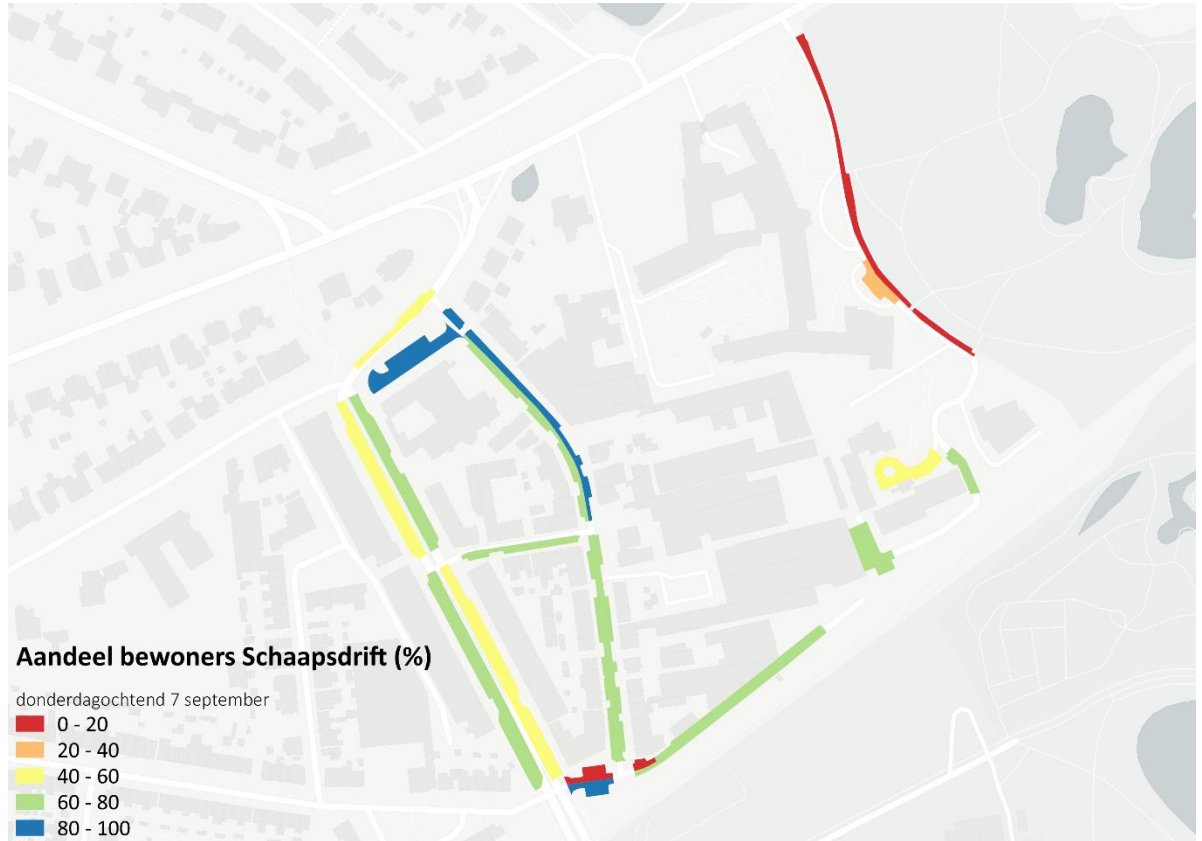 Aandeel bewoners Schaapsdrift (%)
donderdagochtend 7 september
0 - 20
20 - 40
40 - 60
60 - 80
80 - 100